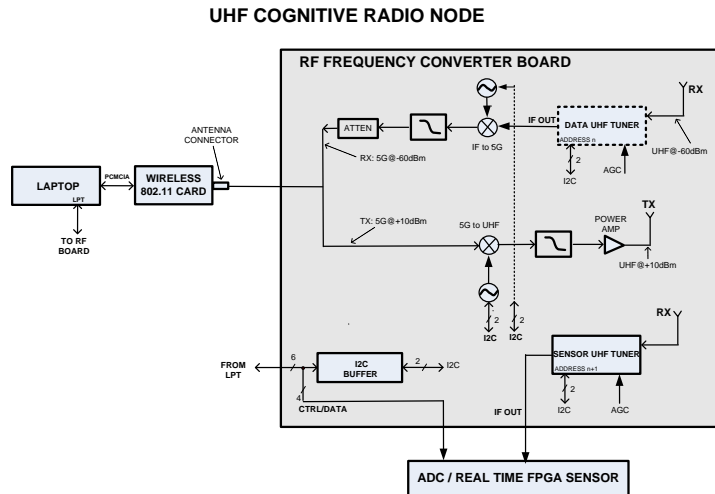 UHF COGNITIVE RADIO NODE
RF FREQUENCY CONVERTER BOARD
RX
IF OUT
DATA UHF TUNER
ADDRESS n
ATTEN
IF to 5G
2
I2C
AGC
UHF@-60dBm
ANTENNA
CONNECTOR
RX: 5G@-60dBm
LAPTOP
LPT
PCMCIA
WIRELESS
802.11 CARD
TO RF
BOARD
TX: 5G@+10dBm
5G to UHF
POWER
AMP
TX
UHF@+10dBm
2
2
I2C
I2C
RX
SENSOR UHF TUNER
ADDRESS n+1
2
I2C
AGC
FROM
LPT
6
4
CTRL/DATA
I2C
BUFFER
2
I2C
IF OUT
ADC / REAL TIME FPGA SENSOR